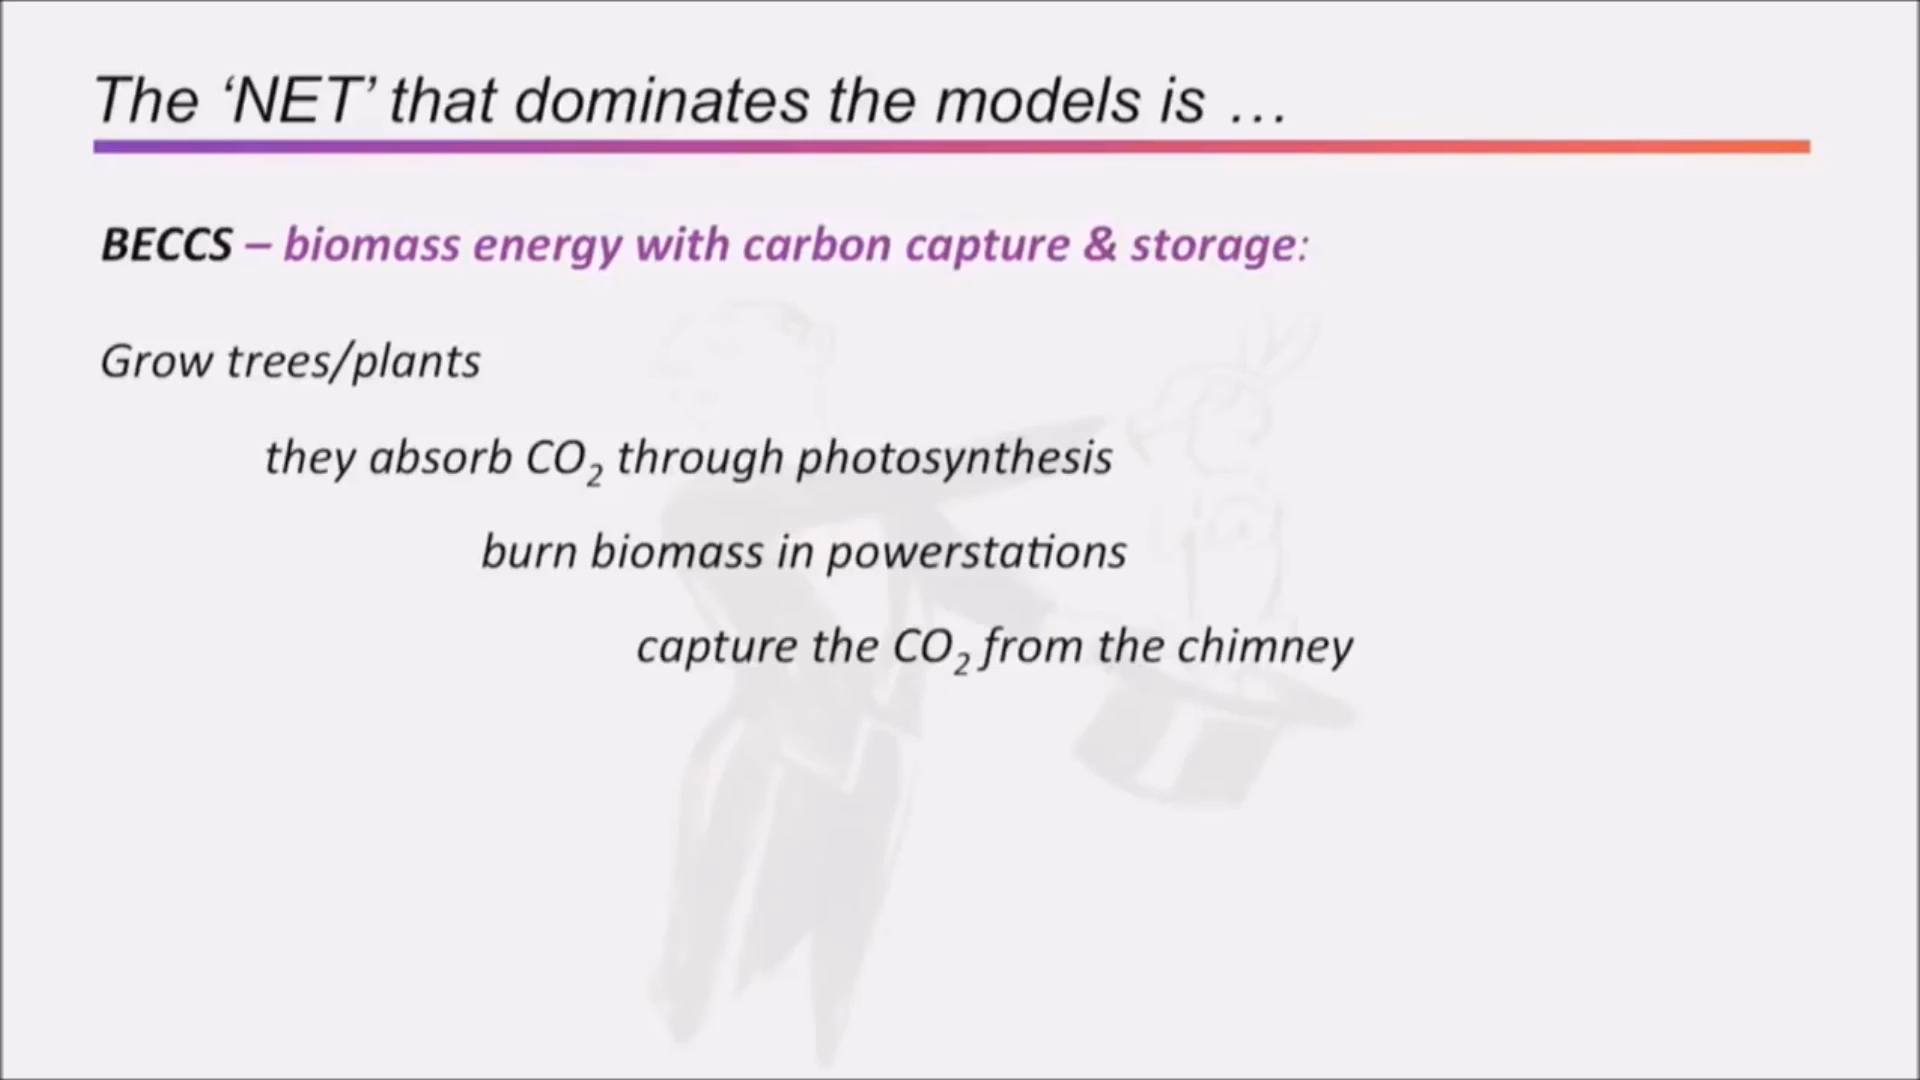 The ‘NET’ that dominates the models is …
BECCS – biomass energy with carbon capture & storage:
Grow trees/plants
they absorb CO₂ through photosynthesis
burn biomass in powerstations
capture the CO₂ from the chimney